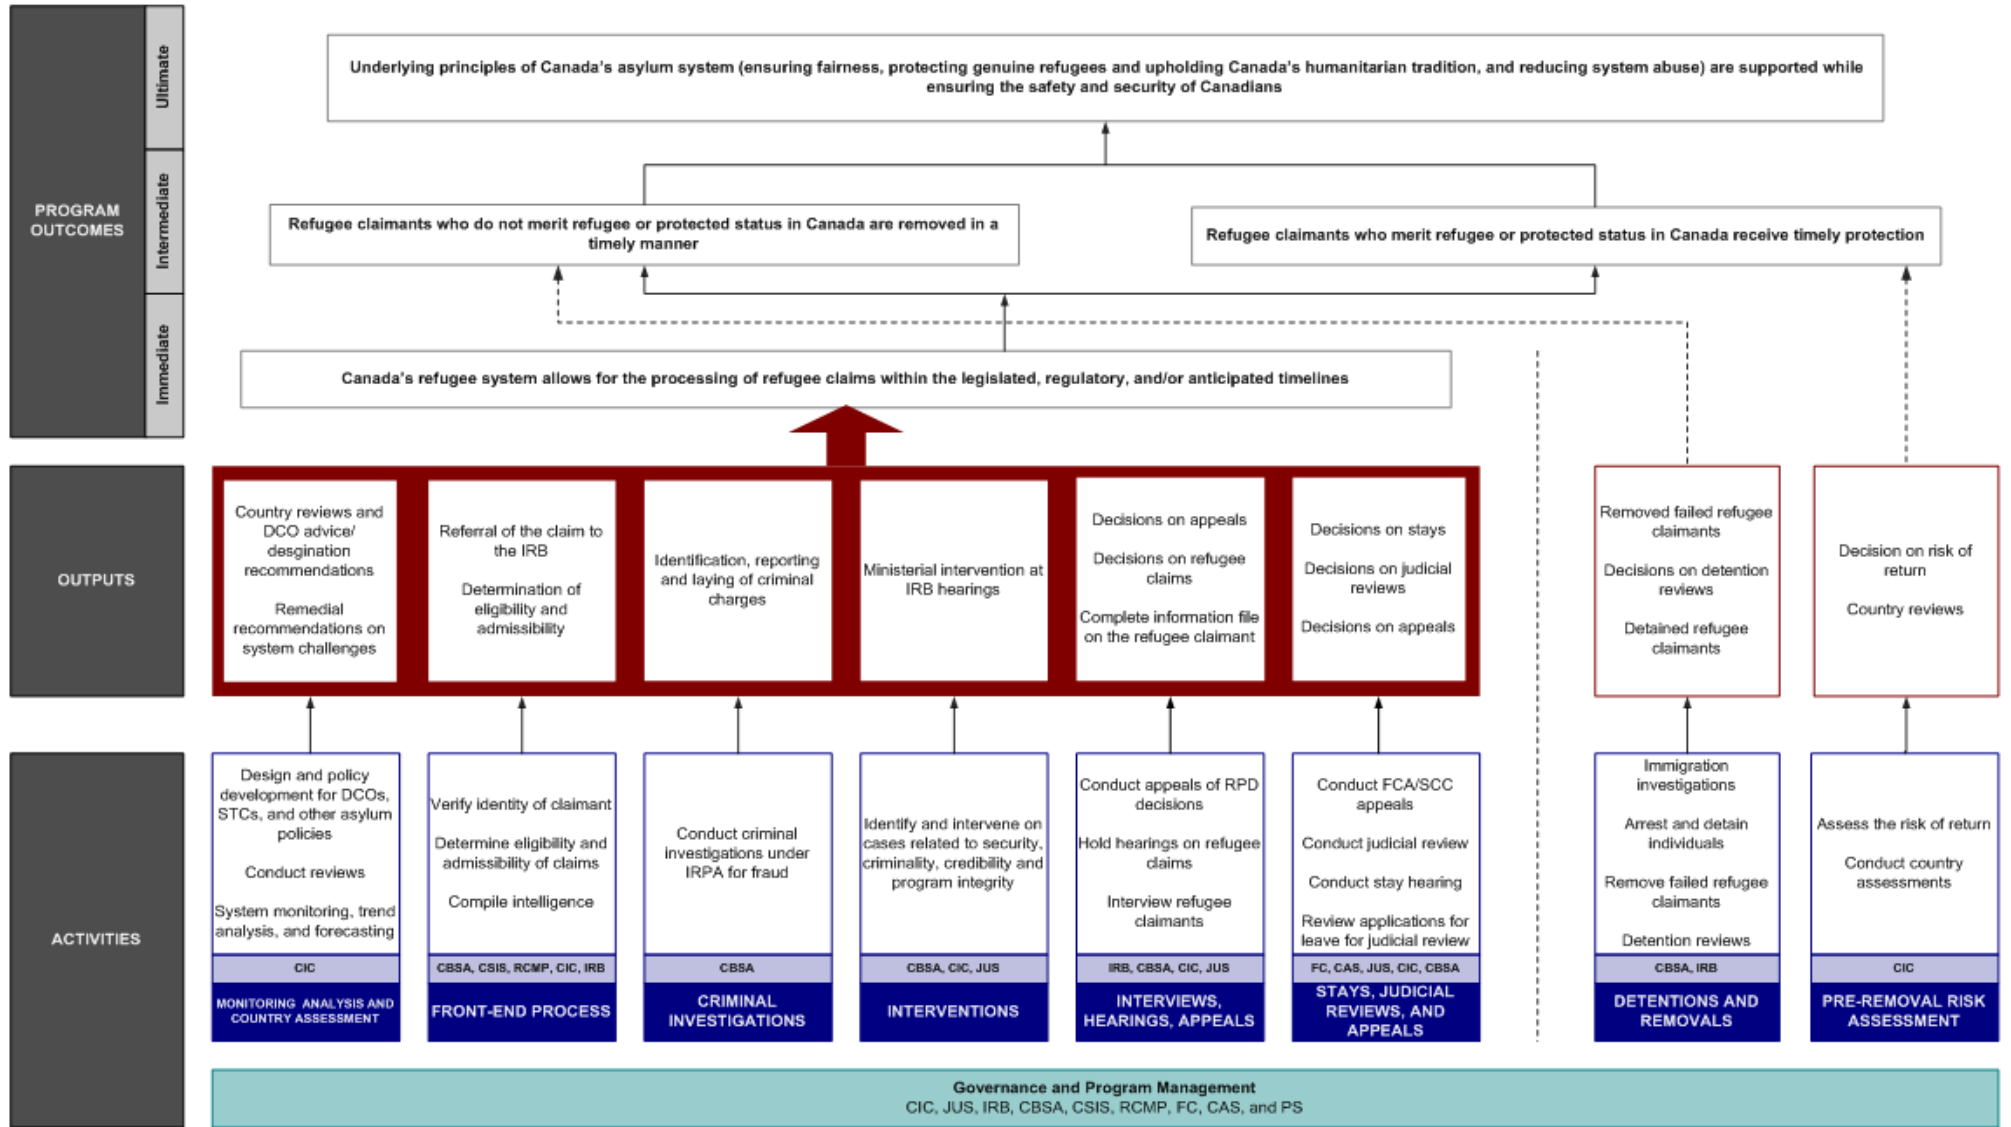 Ultimate
Underlying principles of Canada's asylum system (ensuring fairness, protecting genuine refugees and upholding Canada's humanitarian tradition, and reducing system abuse) are supported while
ensuring the safety and security of Canadians
PROGRAM
OUTCOMES
Intermediate
Refugee claimants who do not merit refugee or protected status in Canada are removed in a
timely manner
Refugee claimants who merit refugee or protected status in Canada receive timely protection
Immediate
Canada's refugee system allows for the processing of refugee claims within the legislated, regulatory, and/or anticipated timelines
OUTPUTS
Country reviews and
DCO advice/
desgination
recommendations
Remedial
recommendations on
system challenges
Referral of the claim to
the IRB
Determination of
eligibility and
admissibility
Identification, reporting
and laying of criminal
charges
Ministerial intervention at
IRB hearings
Decisions on appeals
Decisions on refugee
claims
Complete information file
on the refugee claimant
Decisions on stays
Decisions on judicial
reviews
Decisions on appeals
Removed failed refugee
claimants
Decisions on detention
reviews
Detained refugee
claimants
Decision on risk of
return
Country reviews
ACTIVITIES
Design and policy
development for DCOs,
STCs, and other asylum
policies
Conduct reviews
System monitoring, trend
analysis, and forecasting
CIC
MONITORING ANALYSIS AND
COUNTRY ASSESSMENT
Verify identity of claimant
Determine eligibility and
admissibility of claims
Compile intelligence
CBSA, CSIS, RCMP, CIC, IRB
FRONT-END PROCESS
Conduct criminal
investigations under
IRPA for fraud
CBSA
CRIMINAL
INVESTIGATIONS
Identify and intervene on
cases related to security,
criminality, credibility and
program integrity
CBSA, CIC, JUS
INTERVENTIONS
Conduct appeals of RPD
decisions
Hold hearings on refugee
claims
Interview refugee
claimants
IRB, CBSA, CIC, JUS
INTERVIEWS,
HEARINGS, APPEALS
Conduct FCA/SCC
appeals
Conduct judicial review
Conduct stay hearing
Review applications for
leave for judicial review
FC, CAS, JUS, CIC, CBSA
STAYS, JUDICIAL
REVIEWS, AND
APPEALS
Immigration
investigations
Arrest and detain
individuals
Remove failed refugee
claimants
Detention reviews
CBSA, IRB
DETENTIONS AND
REMOVALS
Assess the risk of return
Conduct country
assessments
CIC
PRE-REMOVAL RISK
ASSESSMENT
Governance and Program Management
CIC, JUS, IRB, CBSA, CSIS, RCMP, FC, CAS, and PS